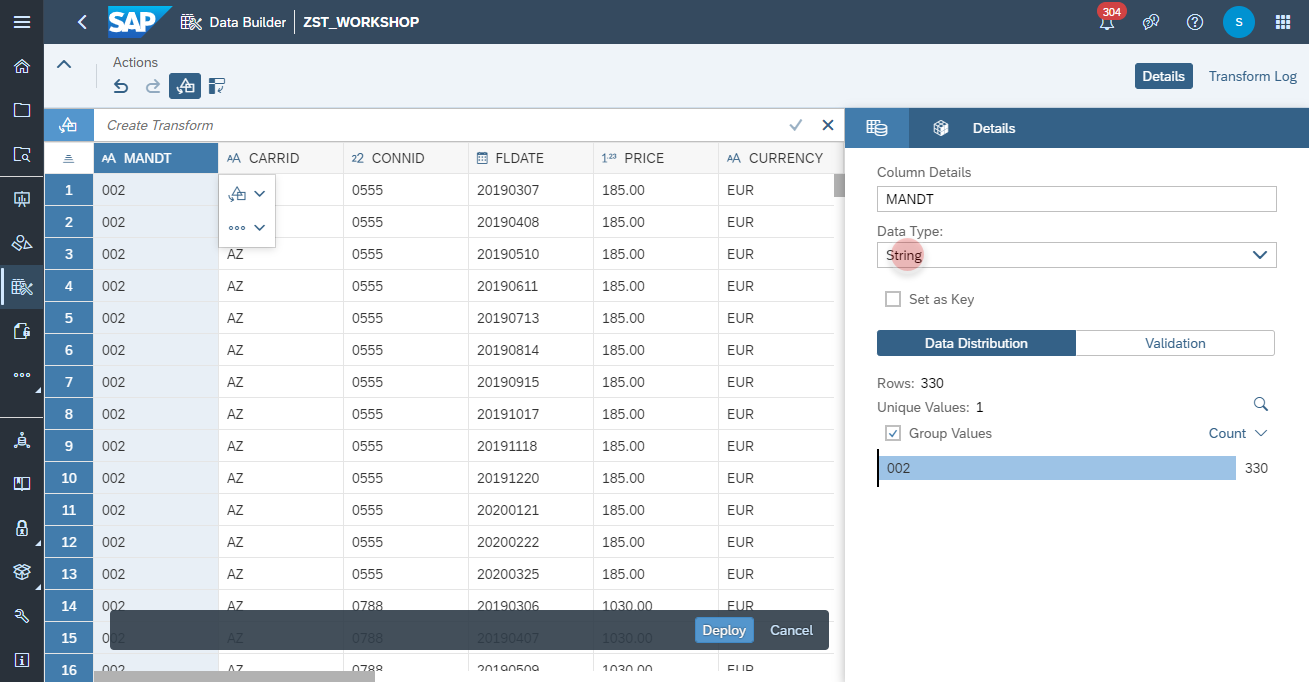 SAP Data Builder ZST_WORKSHOP 304 S
Actions
Details Transform Log
Create Transform
Details
AA MANDT AA CARRID 22 CONNID FLDATE 1²³ PRICE AA CURRENCY
1 002 0555 20190307 185.00 EUR
2 002 0555 20190408 185.00 EUR
3 002 AZ 0555 20190510 185.00 EUR
4 002 AZ 0555 20190611 185.00 EUR
5 002 AZ 0555 20190713 185.00 EUR
6 002 AZ 0555 20190814 185.00 EUR
7 002 AZ 0555 20190915 185.00 EUR
8 002 AZ 0555 20191017 185.00 EUR
9 002 AZ 0555 20191118 185.00 EUR
10 002 AZ 0555 20191220 185.00 EUR
11 002 AZ 0555 20200121 185.00 EUR
12 002 AZ 0555 20200222 185.00 EUR
13 002 AZ 0555 20200325 185.00 EUR
14 002 AZ 0788 20190306 1030.00 EUR
15 002 AZ 0788 20190407 1030.00
16 002 AZ 0788 20190509 1030.00 EUR
Deploy Cancel
Column Details
MANDT
Data Type:
String
Set as Key
Data Distribution Validation
Rows: 330
Unique Values: 1
Group Values Count
002 330